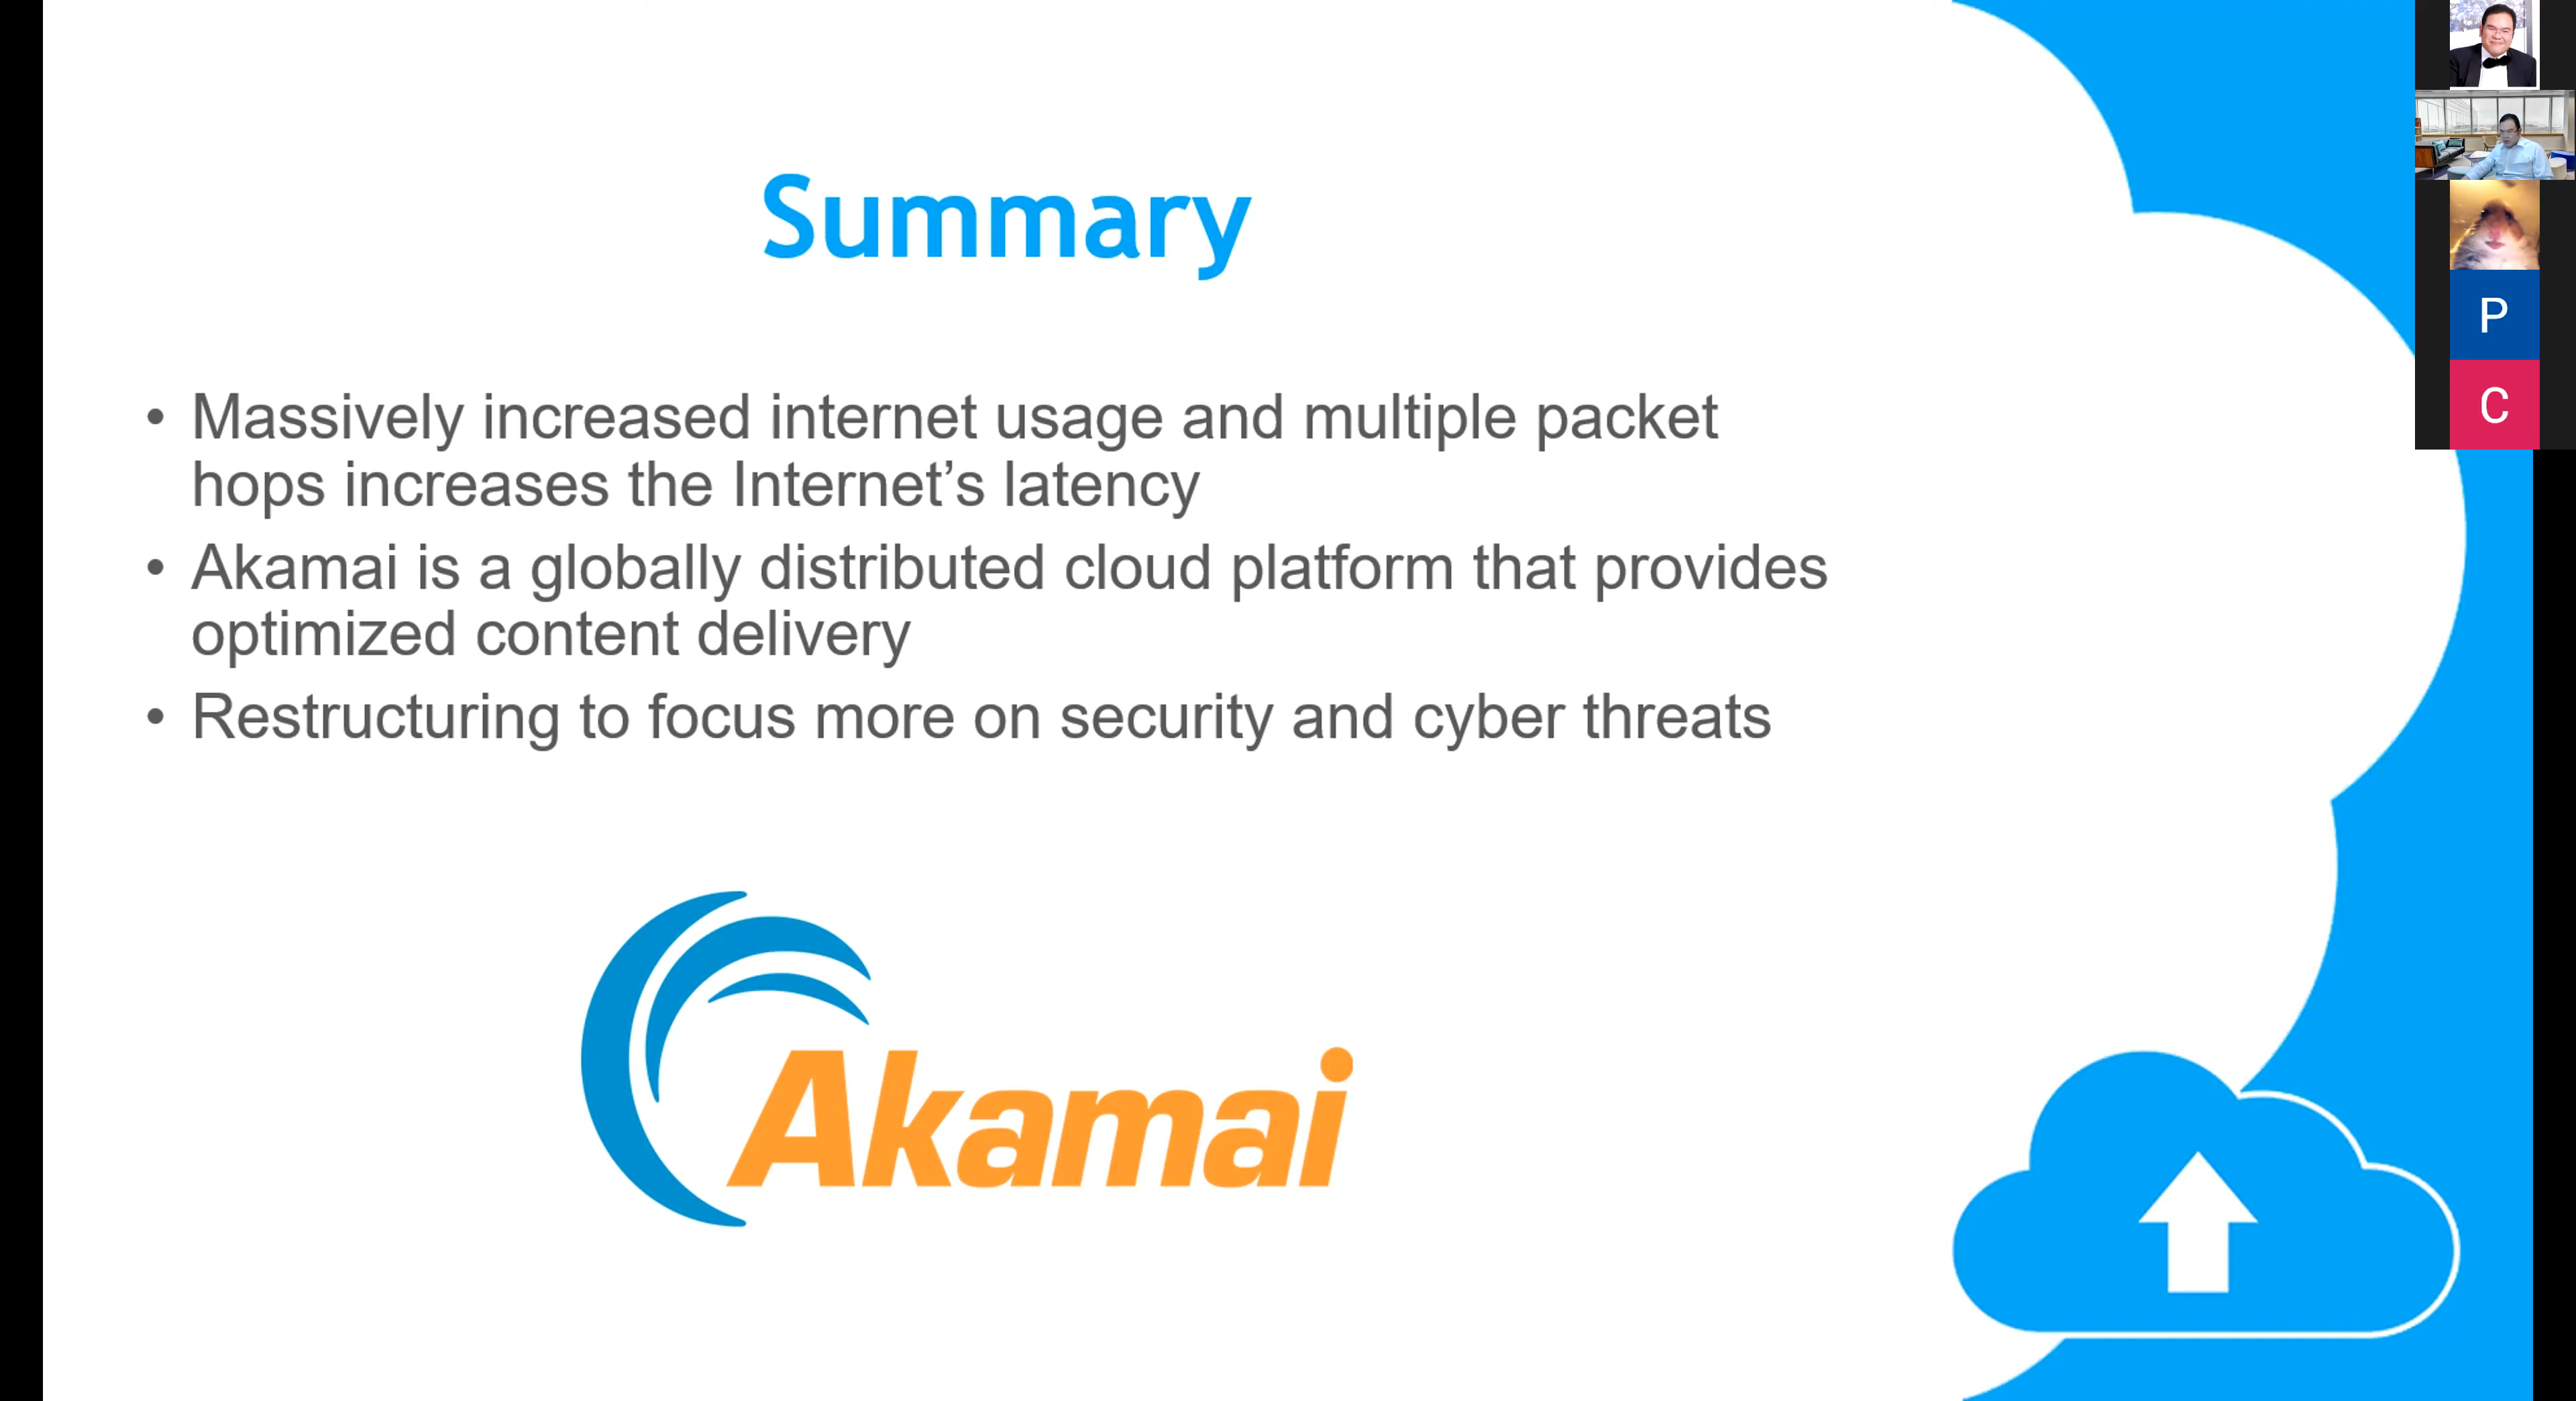 Summary
• Massively increased internet usage and multiple packet
hops increases the Internet’s latency
• Akamai is a globally distributed cloud platform that provides
optimized content delivery
• Restructuring to focus more on security and cyber threats
Akamai
P
C